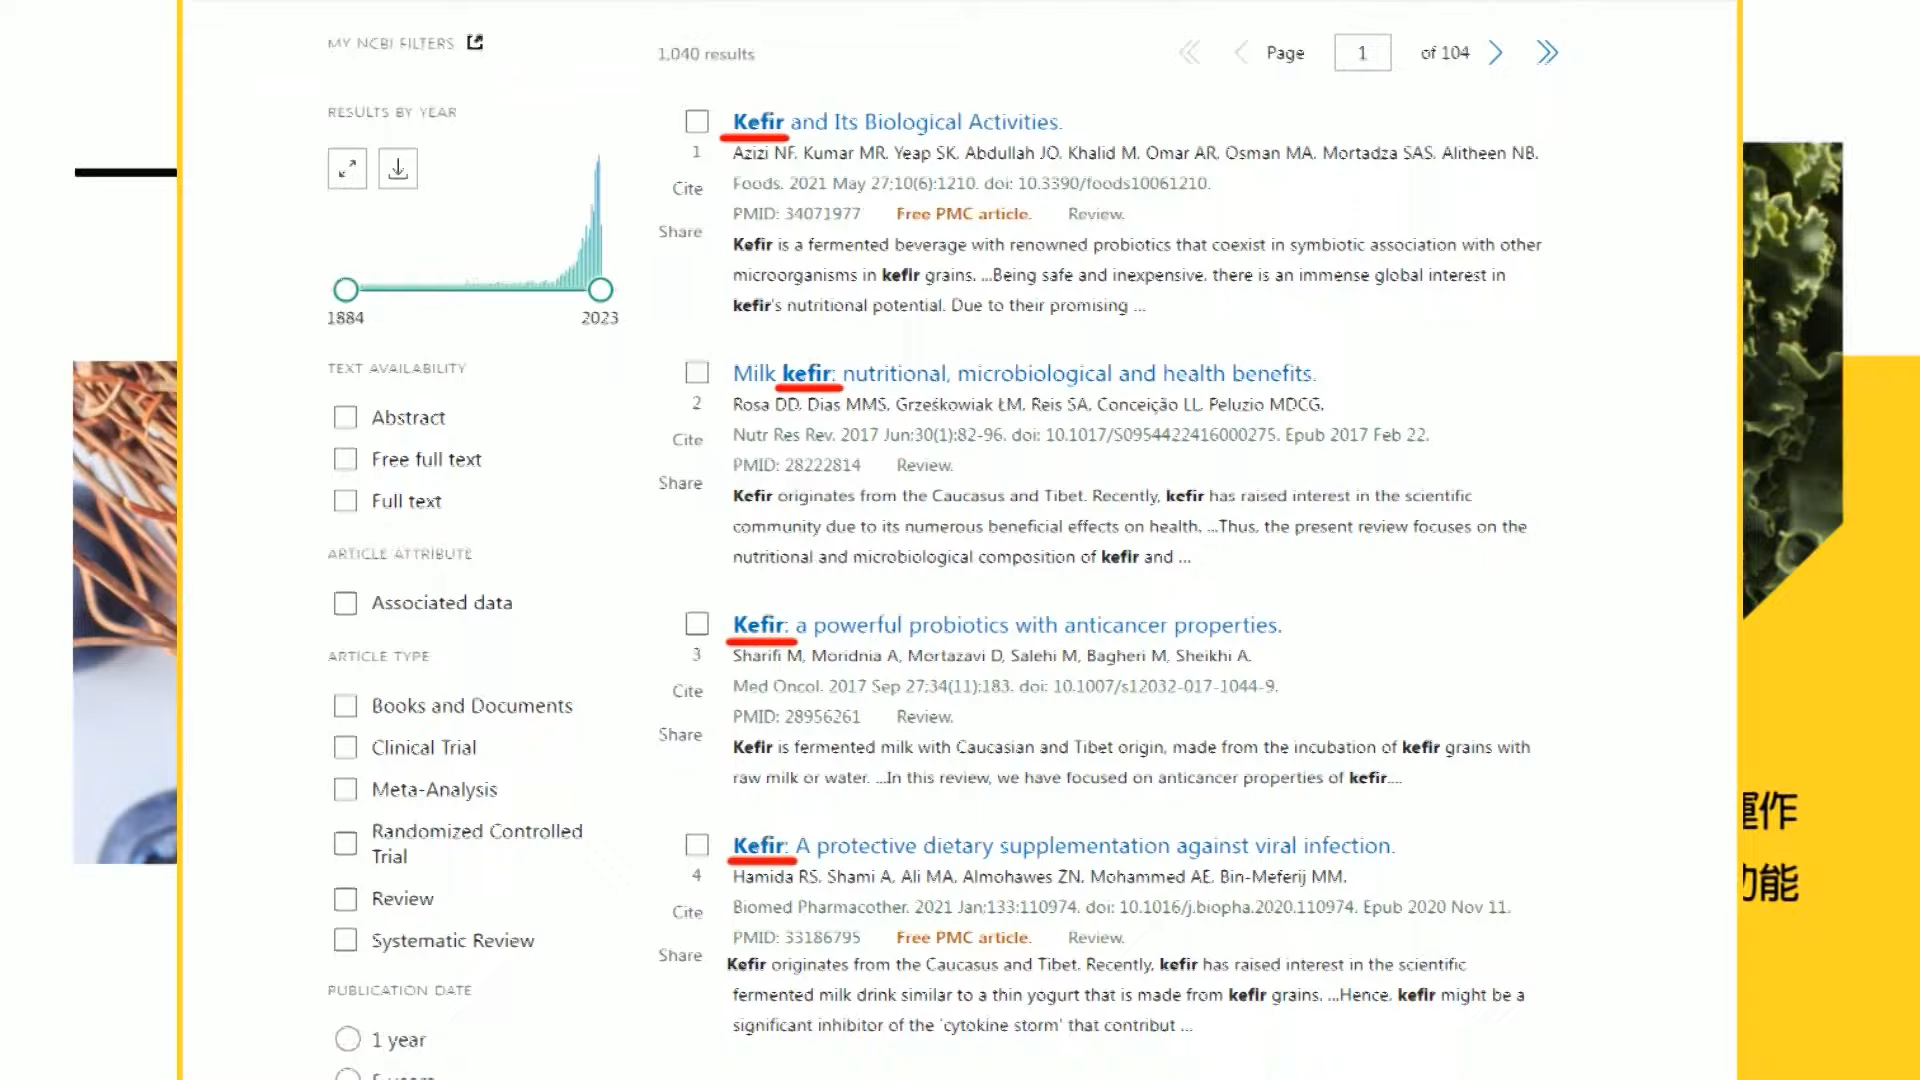 MY NCBI FILTERS
1,040 results
Page 1 of 104
RESULTS BY YEAR
1884
2023
TEXT AVAILABILITY
Abstract
Free full text
Full text
ARTICLE ATTRIBUTE
Associated data
ARTICLE TYPE
Books and Documents
Clinical Trial
Meta-Analysis
Randomized Controlled
Trial
Review
Systematic Review
PUBLICATION DATE
1 year
Kefir and Its Biological Activities.
1
Cite
Share
Azizi NF, Kumar MR, Yeap SK, Abdullah JO, Khalid M, Omar AR, Osman MA, Mortadza SAS, Alitheen NB.
Foods. 2021 May 27;10(6):1210. doi: 10.3390/foods10061210.
PMID: 34071977 Free PMC article. Review.
Kefir is a fermented beverage with renowned probiotics that coexist in symbiotic association with other
microorganisms in kefir grains. ...Being safe and inexpensive, there is an immense global interest in
kefir's nutritional potential. Due to their promising ...
Milk kefir: nutritional, microbiological and health benefits.
2
Cite
Share
Rosa DD, Dias MMS, Grześkowiak ŁM, Reis SA, Conceição LL, Peluzio MDCG.
Nutr Res Rev. 2017 Jun;30(1):82-96. doi: 10.1017/S0954422416000275. Epub 2017 Feb 22.
PMID: 28222814 Review.
Kefir originates from the Caucasus and Tibet. Recently, kefir has raised interest in the scientific
community due to its numerous beneficial effects on health. ...Thus, the present review focuses on the
nutritional and microbiological composition of kefir and ...
Kefir: a powerful probiotics with anticancer properties.
3
Cite
Share
Sharifi M, Moridnia A, Mortazavi D, Salehi M, Bagheri M, Sheikhi A.
Med Oncol. 2017 Sep 27;34(11):183. doi: 10.1007/s12032-017-1044-9.
PMID: 28956261 Review.
Kefir is fermented milk with Caucasian and Tibet origin, made from the incubation of kefir grains with
raw milk or water. ...In this review, we have focused on anticancer properties of kefir....
Kefir: A protective dietary supplementation against viral infection.
4
Cite
Share
Hamida RS, Shami A, Ali MA, Almohawes ZN, Mohammed AE, Bin-Meferij MM.
Biomed Pharmacother. 2021 Jan;133:110974. doi: 10.1016/j.biopha.2020.110974. Epub 2020 Nov 11.
PMID: 33186795 Free PMC article. Review.
Kefir originates from the Caucasus and Tibet. Recently, kefir has raised interest in the scientific
fermented milk drink similar to a thin yogurt that is made from kefir grains. ...Hence, kefir might be a
significant inhibitor of the 'cytokine storm' that contribut ...
運作
功能